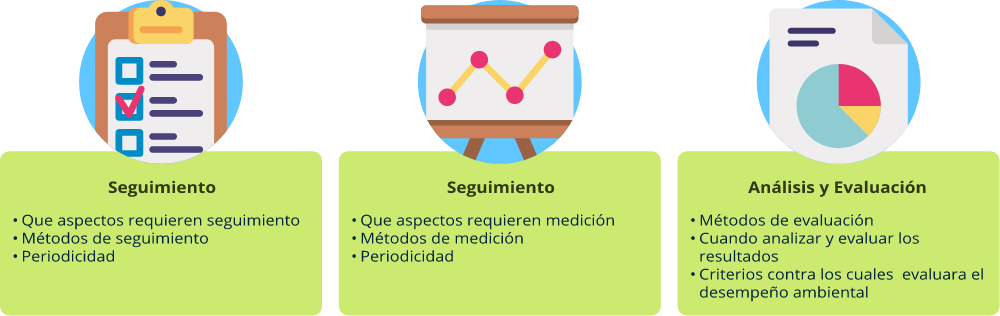 Seguimiento
• Que aspectos requieren seguimiento
• Métodos de seguimiento
• Periodicidad
Seguimiento
• Que aspectos requieren medición
• Métodos de medición
• Periodicidad
Análisis y Evaluación
• Métodos de evaluación
• Cuando analizar y evaluar los
resultados
• Criterios contra los cuales  evaluara el
desempeño ambiental